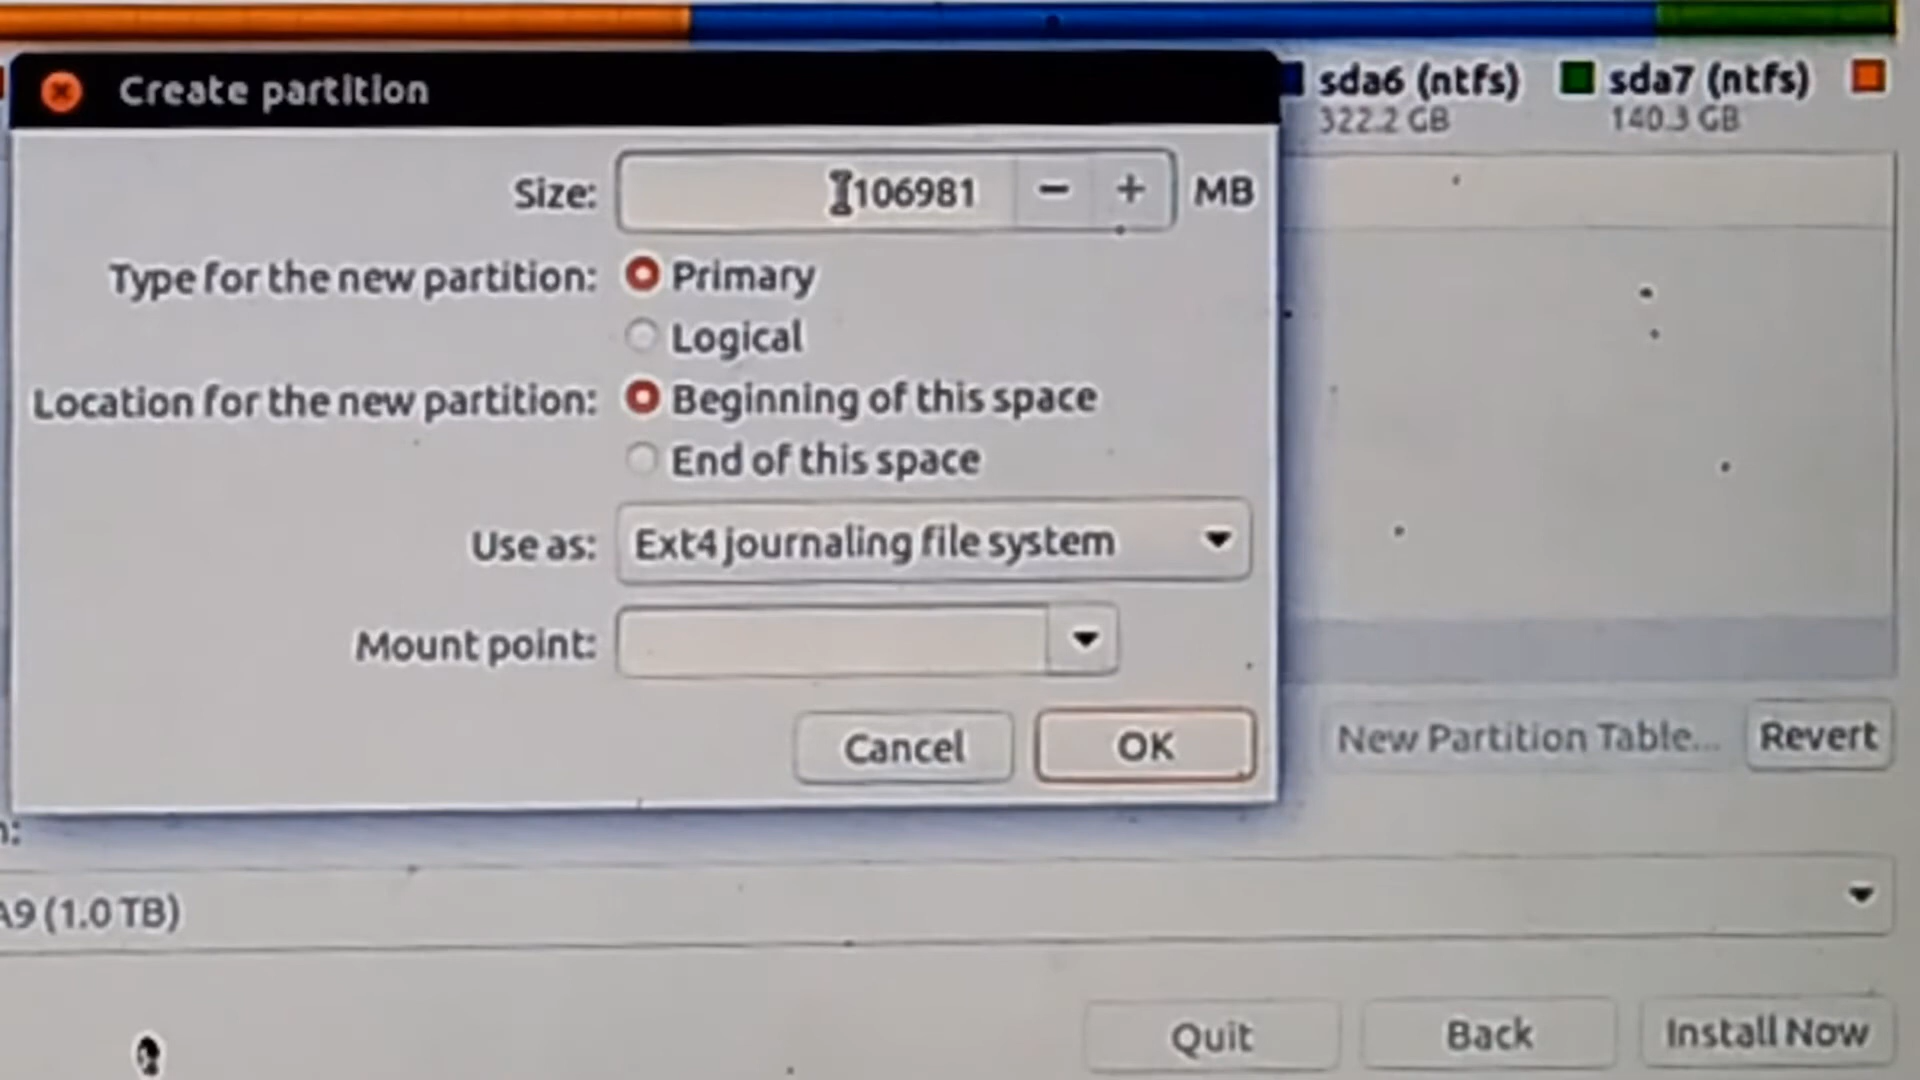 Create partition
sda6 (ntfs)
322.2 GB
sda7 (ntfs)
140.3 GB
Size:
106981
MB
Type for the new partition:
Primary
Logical
Location for the new partition:
Beginning of this space
End of this space
Use as:
Ext4 journaling file system
Mount point:
Cancel
OK
New Partition Table...
Revert
A9 (1.0 TB)
Quit
Back
Install Now